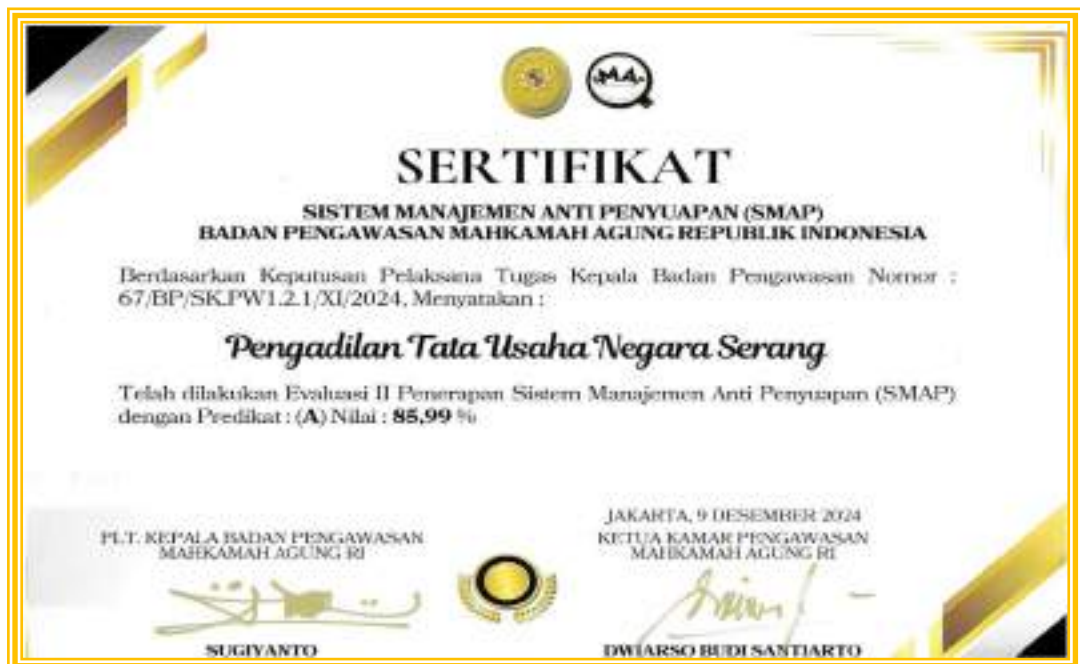 MA
SERTIFIKAT
SISTEM MANAJEMEN ANTI PENYUAPAN (SMAP)
BADAN PENGAWASAN MAHKAMAH AGUNG REPUBLIK INDONESIA
Berdasarkan Keputusan Pelaksana Tugas Kepala Badan Pengawasan Nomor :
67/BP/SK.PW1.2.1/XI/2024, Menyatakan :
Pengadilan Tata Usaha Negara Serang
Telah dilakukan Evaluasi II Penerapan Sistem Manajemen Anti Penyuapan (SMAP)
dengan Predikat : (A) Nilai : 85,99 %
PLT. KEPALA BADAN PENGAWASAN
MAHKAMAH AGUNG RI
SUGIYANTO
JAKARTA, 9 DESEMBER 2024
KETUA KAMAR PENGAWASAN
MAHKAMAH AGUNG RI
DWIARSO BUDI SANTIARTO